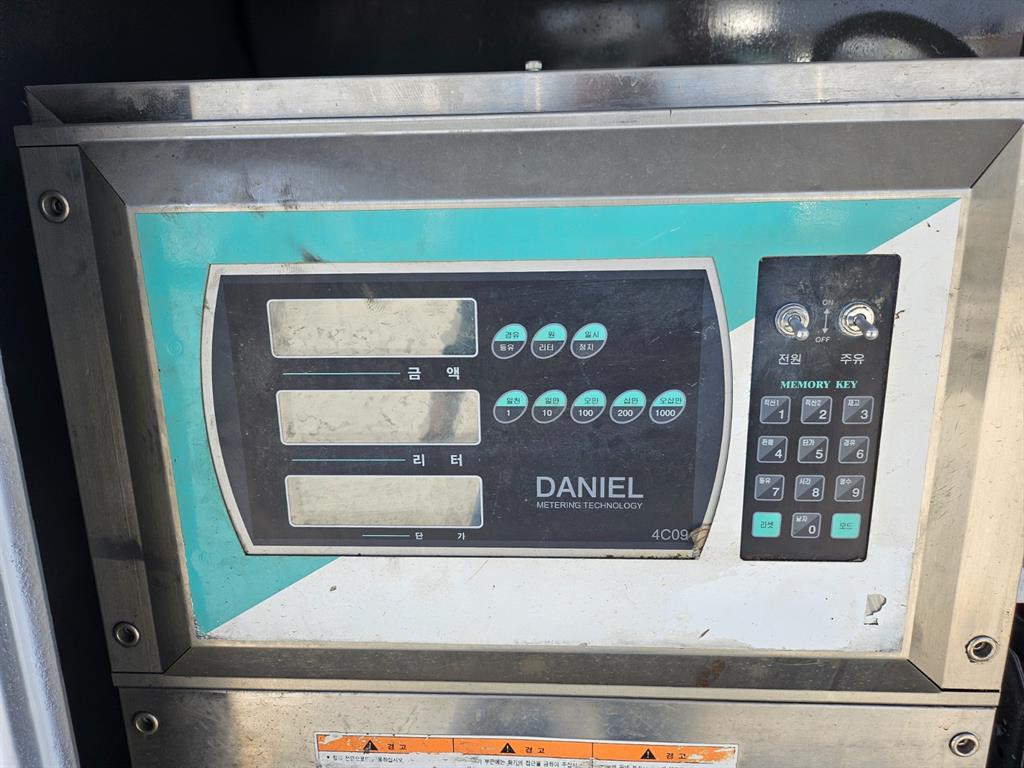 금 액
리 터
단 가
경유 등유
원 리터
일시 정지
일천 1
일만 10
오만 100
십만 200
오십만 1000
DANIEL
METERING TECHNOLOGY
4C09
ON
OFF
전원 주유
MEMORY KEY
적산1 1 적산2 2 재고 3
판매 4 단가 5 경유 6
등유 7 시간 8 영수 9
리셋 날자 0 모드
경 고 경 고 경 고